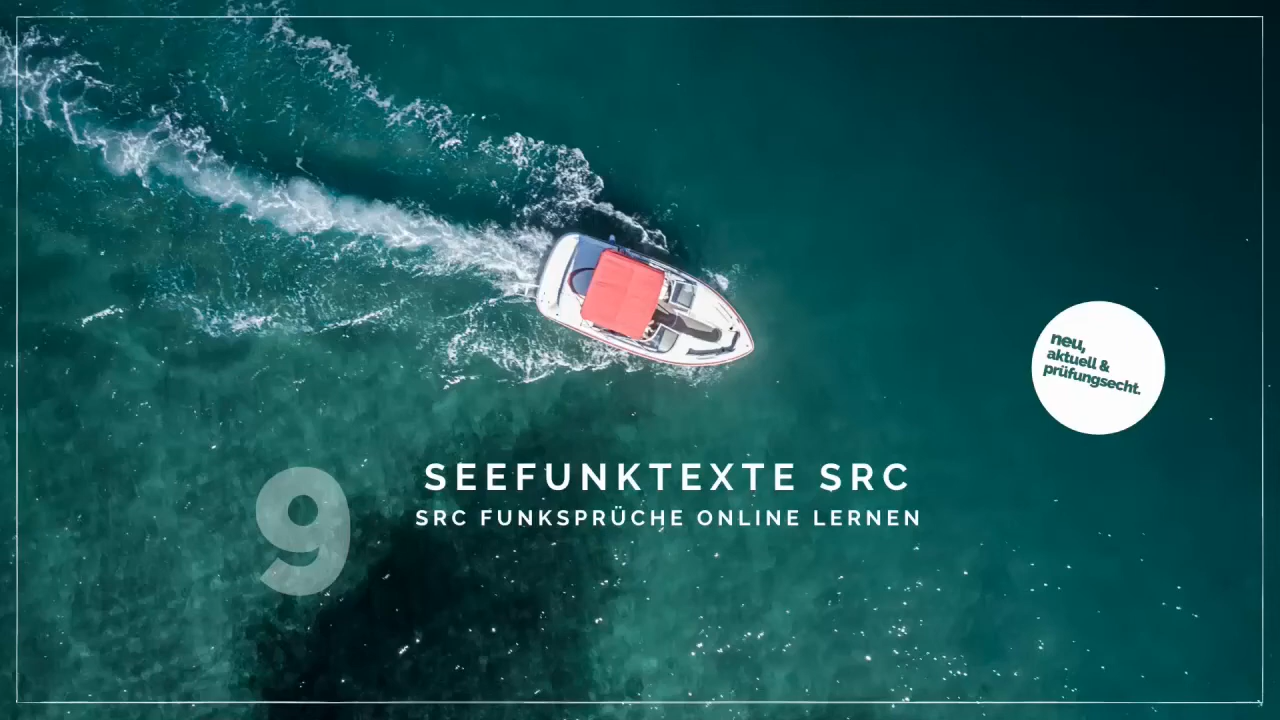 neu,
aktuell &
prüfungsecht.
9
SEEFUNKTEXTE SRC
SRC FUNKSPRÜCHE ONLINE LERNEN